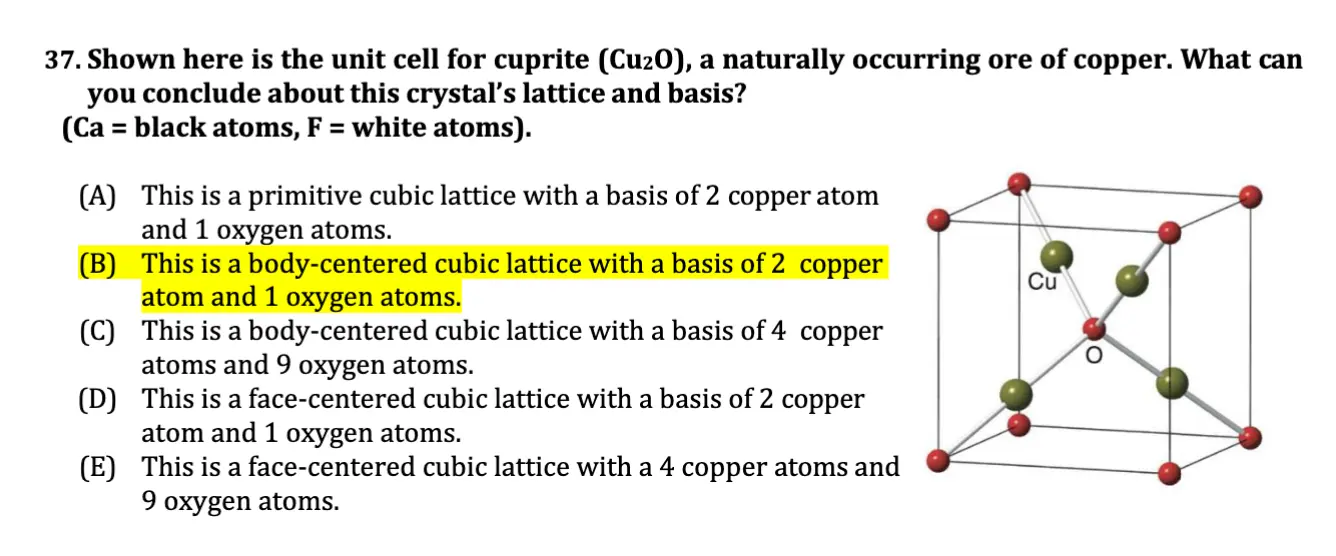 37. Shown here is the unit cell for cuprite (Cu2O), a naturally occurring ore of copper. What can
you conclude about this crystal's lattice and basis?
(Ca = black atoms, F = white atoms).
(A) This is a primitive cubic lattice with a basis of 2 copper atom
and 1 oxygen atoms.
(B) This is a body-centered cubic lattice with a basis of 2 copper
atom and 1 oxygen atoms.
(C) This is a body-centered cubic lattice with a basis of 4 copper
atoms and 9 oxygen atoms.
(D) This is a face-centered cubic lattice with a basis of 2 copper
atom and 1 oxygen atoms.
(E) This is a face-centered cubic lattice with a 4 copper atoms and
9 oxygen atoms.
Cu
O